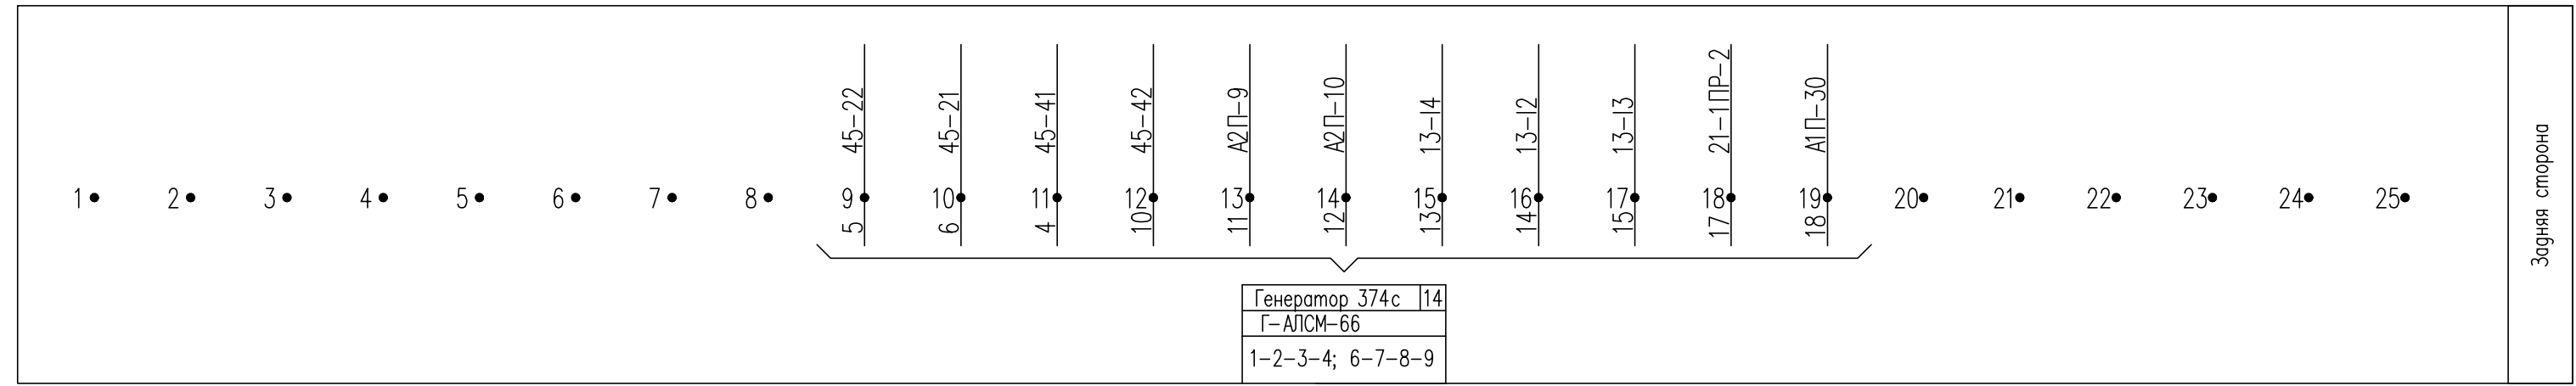 45-22 45-21 45-41 45-42 А2П-9 А2П-10 13-I4 13-I2 13-I3 21-1ПР-2 А1П-30
1 2 3 4 5 6 7 8 9 10 11 12 13 14 15 16 17 18 19 20 21 22 23 24 25
5 6 4 10 11 12 13 14 15 17 18
Генератор 374с 14
Г-АЛСМ-66
1-2-3-4; 6-7-8-9
Задняя сторона